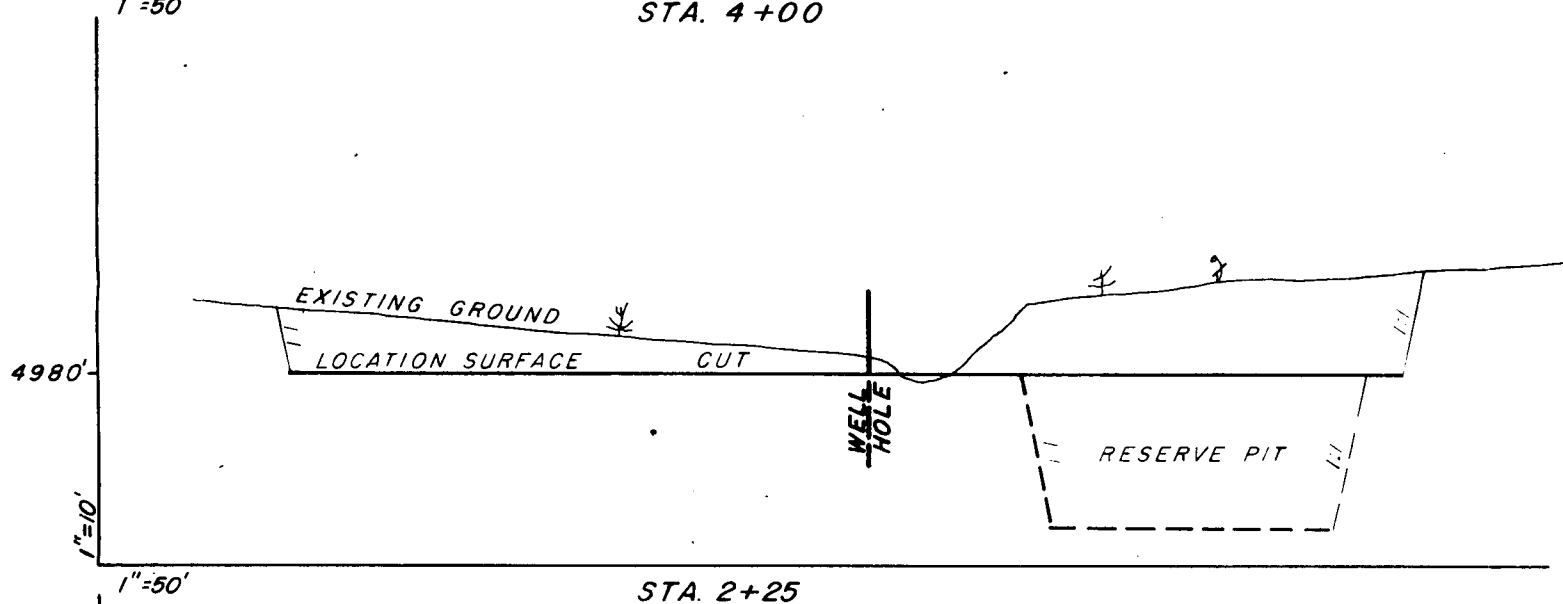 1"=50'
STA. 4+00
EXISTING GROUND
LOCATION SURFACE CUT
4980'
1:1
WELL
HOLE
RESERVE PIT
1:1
1"=10'
1"=50'
STA. 2+25